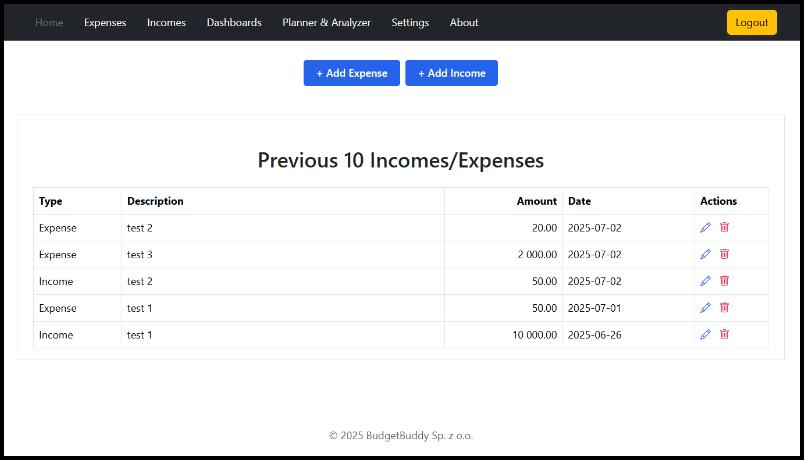 Home Expenses Incomes Dashboards Planner & Analyzer Settings About Logout
+ Add Expense + Add Income
Previous 10 Incomes/Expenses
Type Description Amount Date Actions
Expense test 2 20.00 2025-07-02
Expense test 3 2 000.00 2025-07-02
Income test 2 50.00 2025-07-02
Expense test 1 50.00 2025-07-01
Income test 1 10 000.00 2025-06-26
© 2025 BudgetBuddy Sp. z o.o.